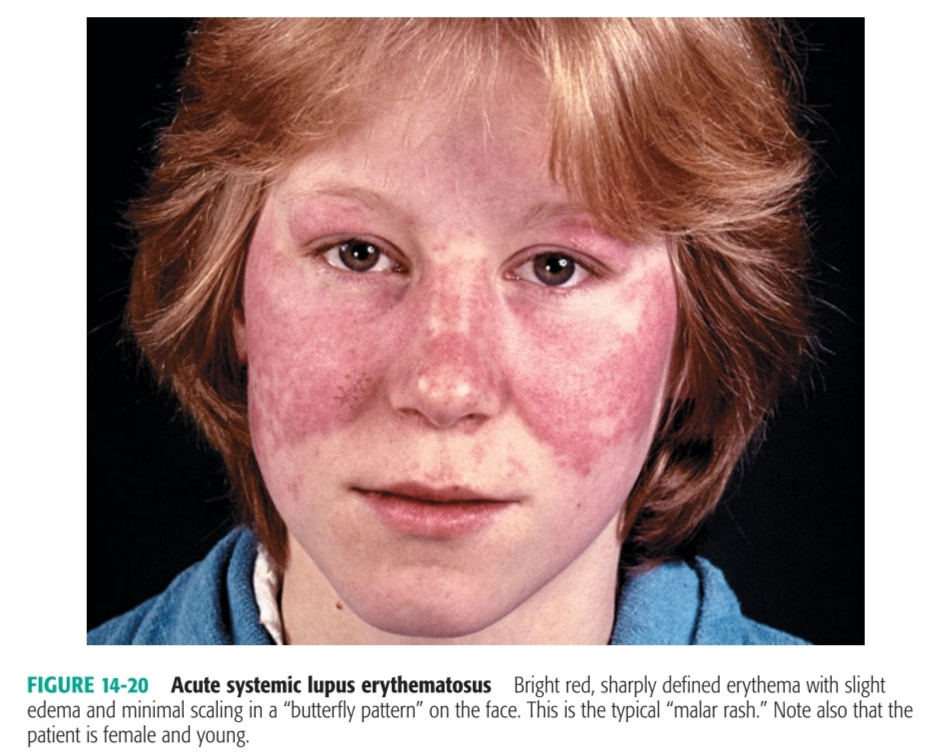 FIGURE 14-20 Acute systemic lupus erythematosus Bright red, sharply defined erythema with slight
edema and minimal scaling in a “butterfly pattern” on the face. This is the typical “malar rash.” Note also that the
patient is female and young.